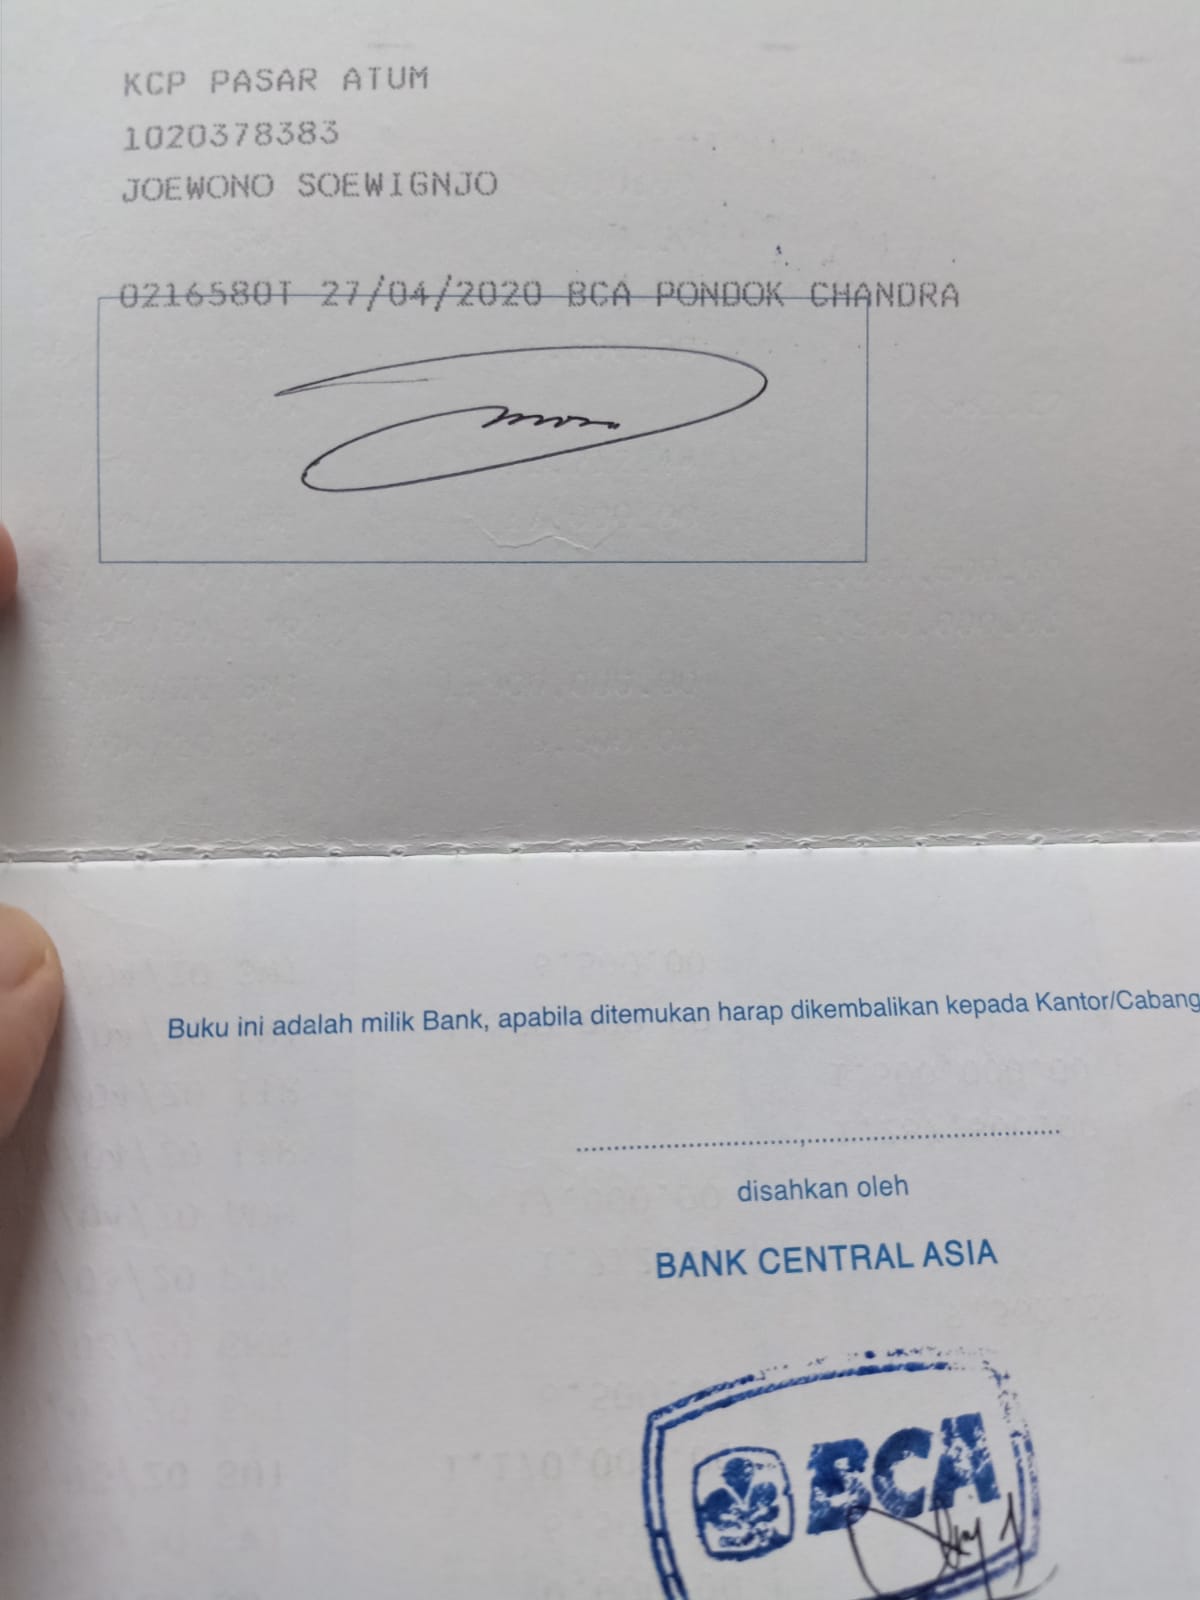 KCP PASAR ATUM
1020378383
JOEWONO SOEWIGNJO
0216580T 27/04/2020 BCA PONDOK CHANDRA
Buku ini adalah milik Bank, apabila ditemukan harap dikembalikan kepada Kantor/Cabang
disahkan oleh
BANK CENTRAL ASIA
BCA